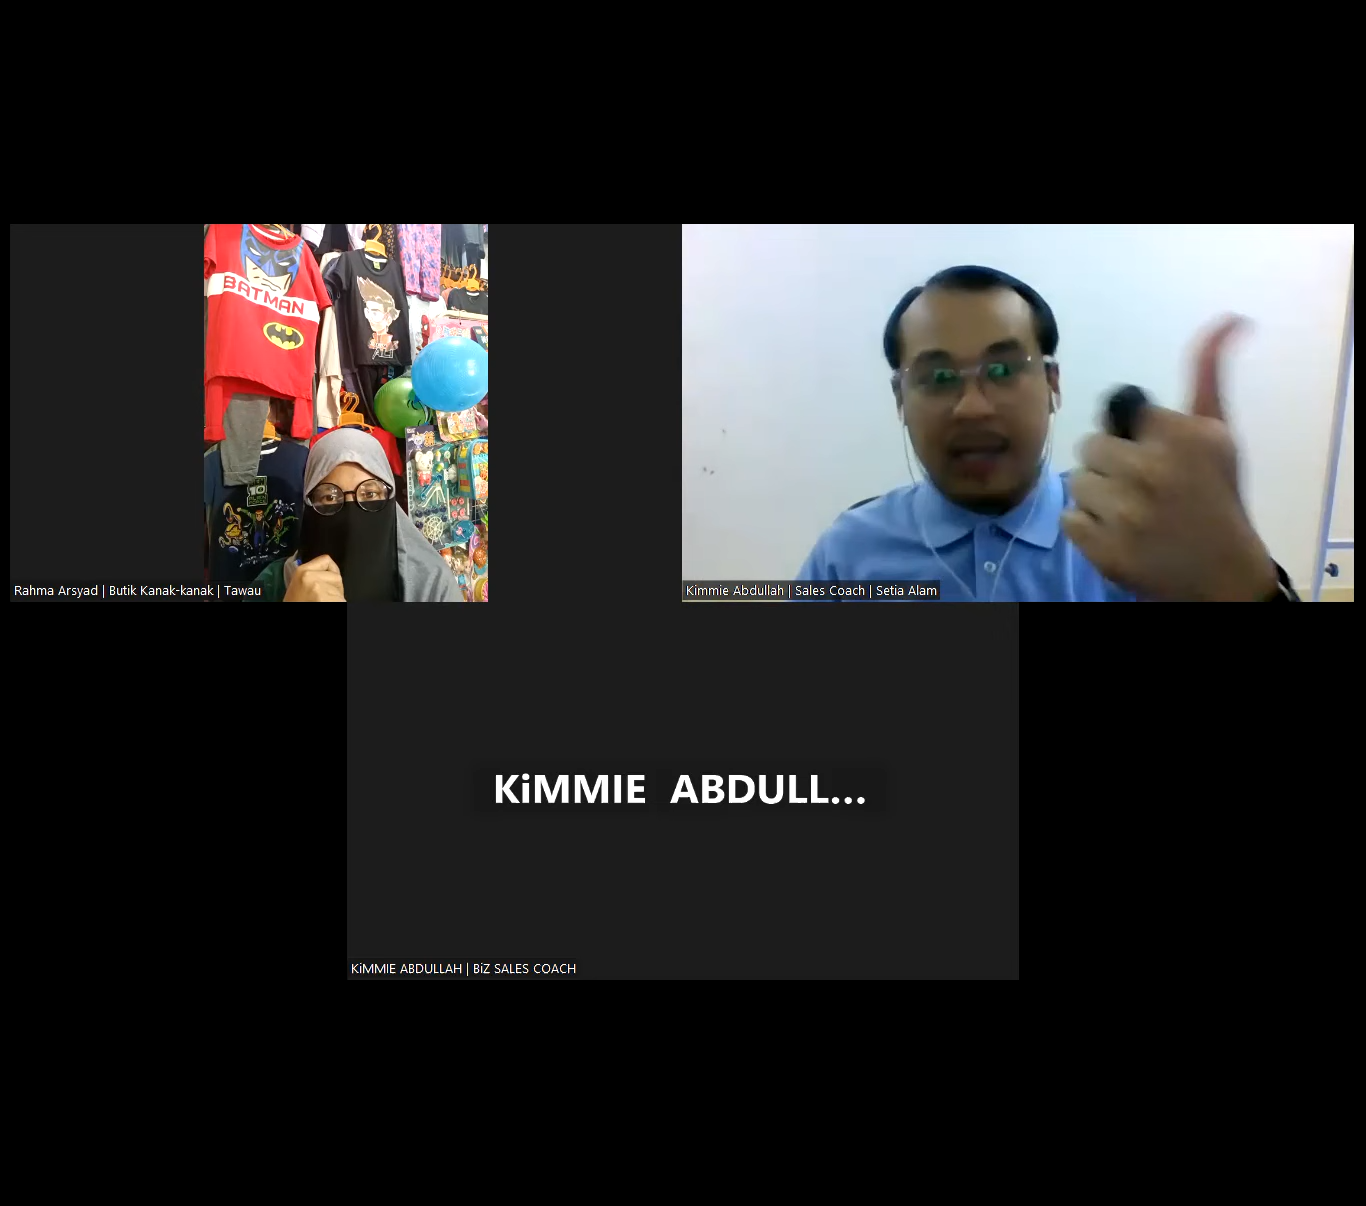 BATMAN
ALI
Rahma Arsyad | Butik Kanak-kanak | Tawau
Kimmie Abdullah | Sales Coach | Setia Alam
KiMMIE ABDULL...
KiMMIE ABDULLAH | BiZ SALES COACH